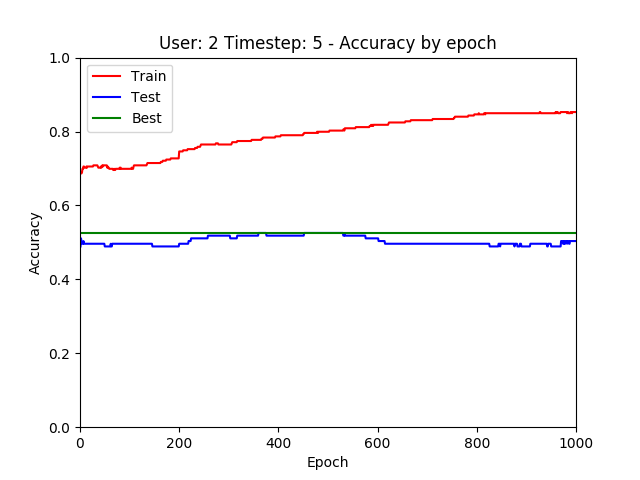 User: 2 Timestep: 5 - Accuracy by epoch
Train
Test
Best
1.0
0.8
0.6
0.4
0.2
0.0
Accuracy
0 200 400 600 800 1000
Epoch